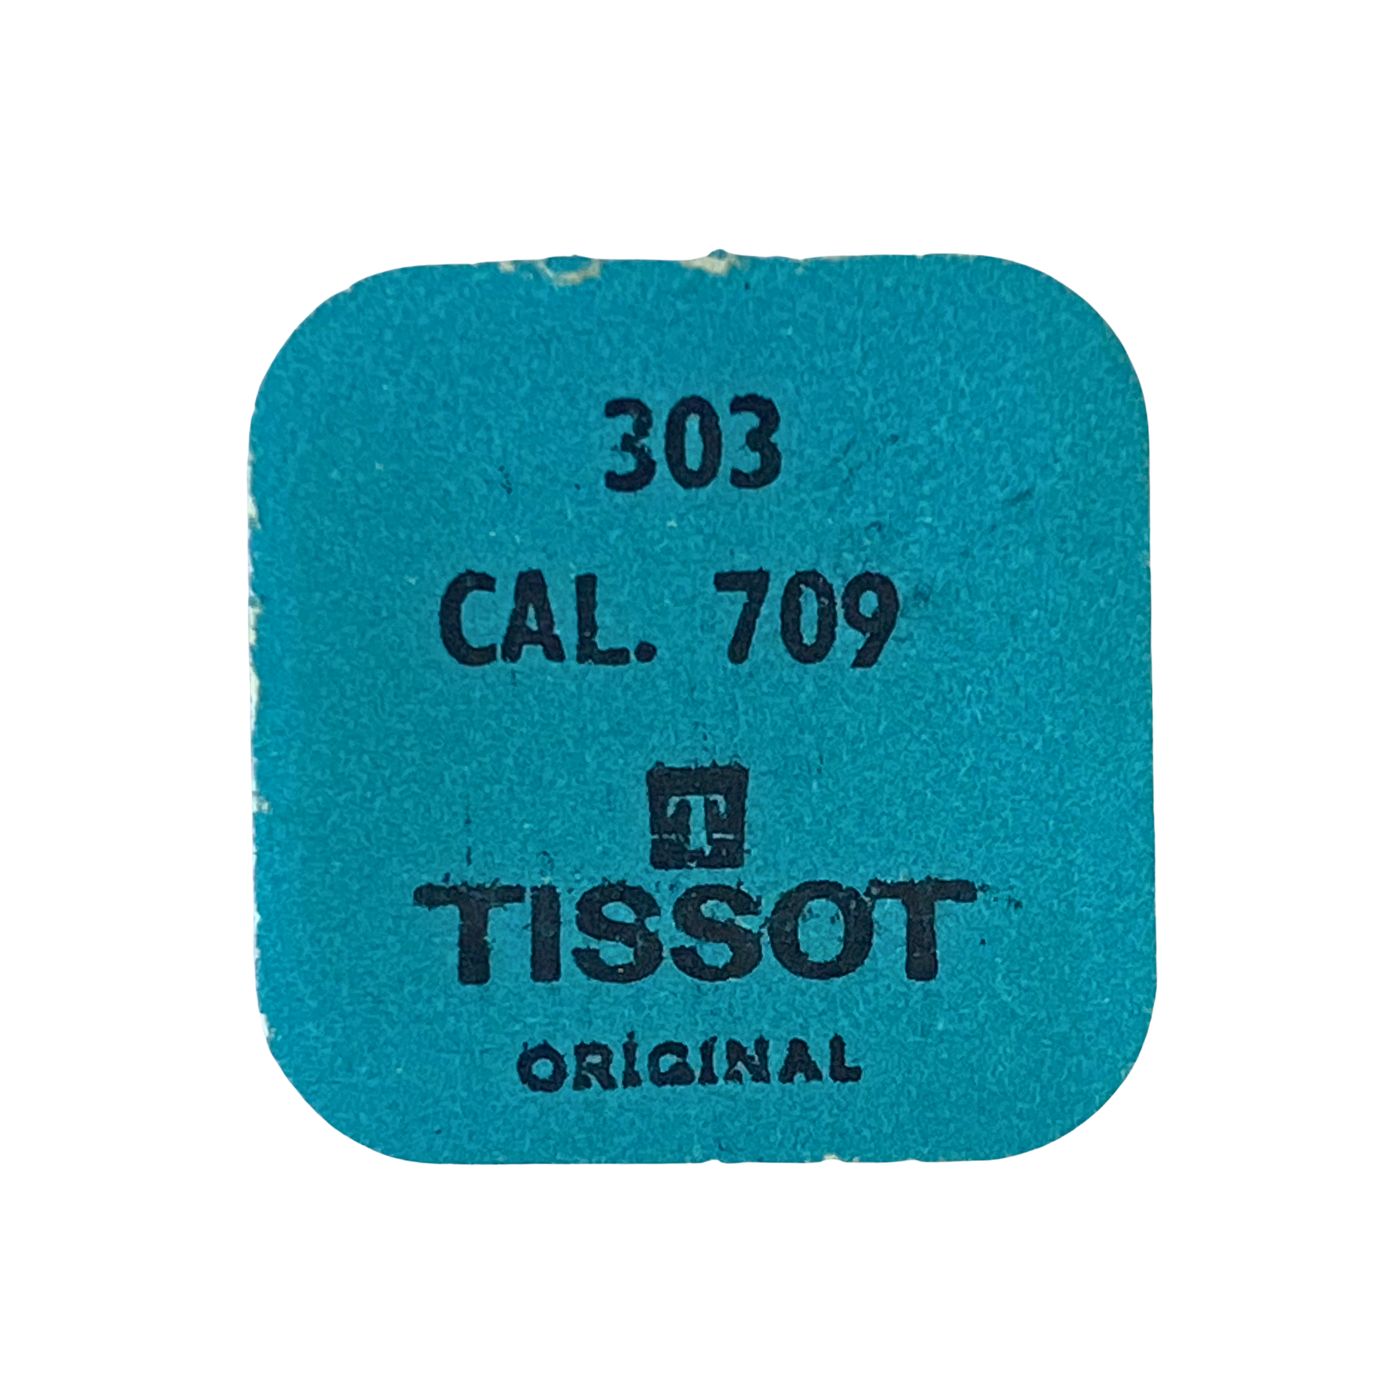 303
CAL. 709
T
TISSOT
ORIGINAL